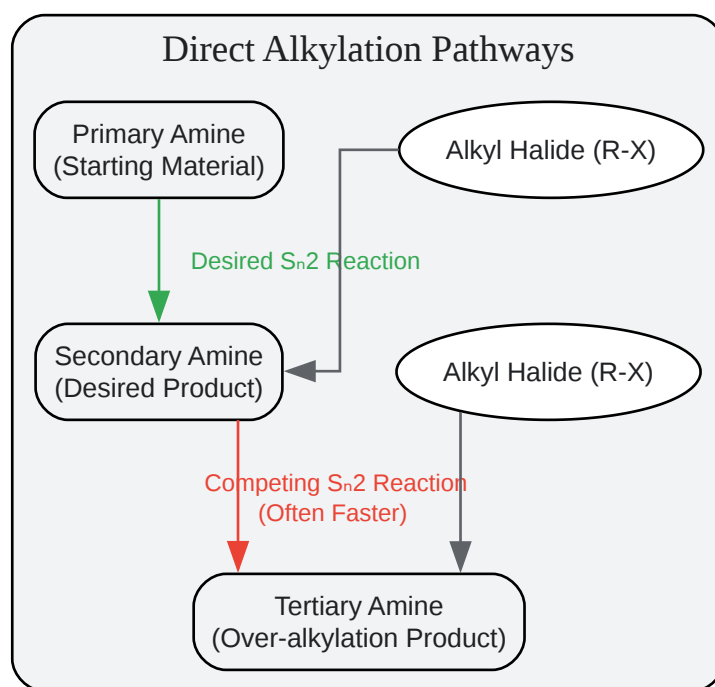 Direct Alkylation Pathways
Primary Amine
(Starting Material)
Alkyl Halide (R-X)
Desired Sₙ2 Reaction
Secondary Amine
(Desired Product)
Alkyl Halide (R-X)
Competing Sₙ2 Reaction
(Often Faster)
Tertiary Amine
(Over-alkylation Product)